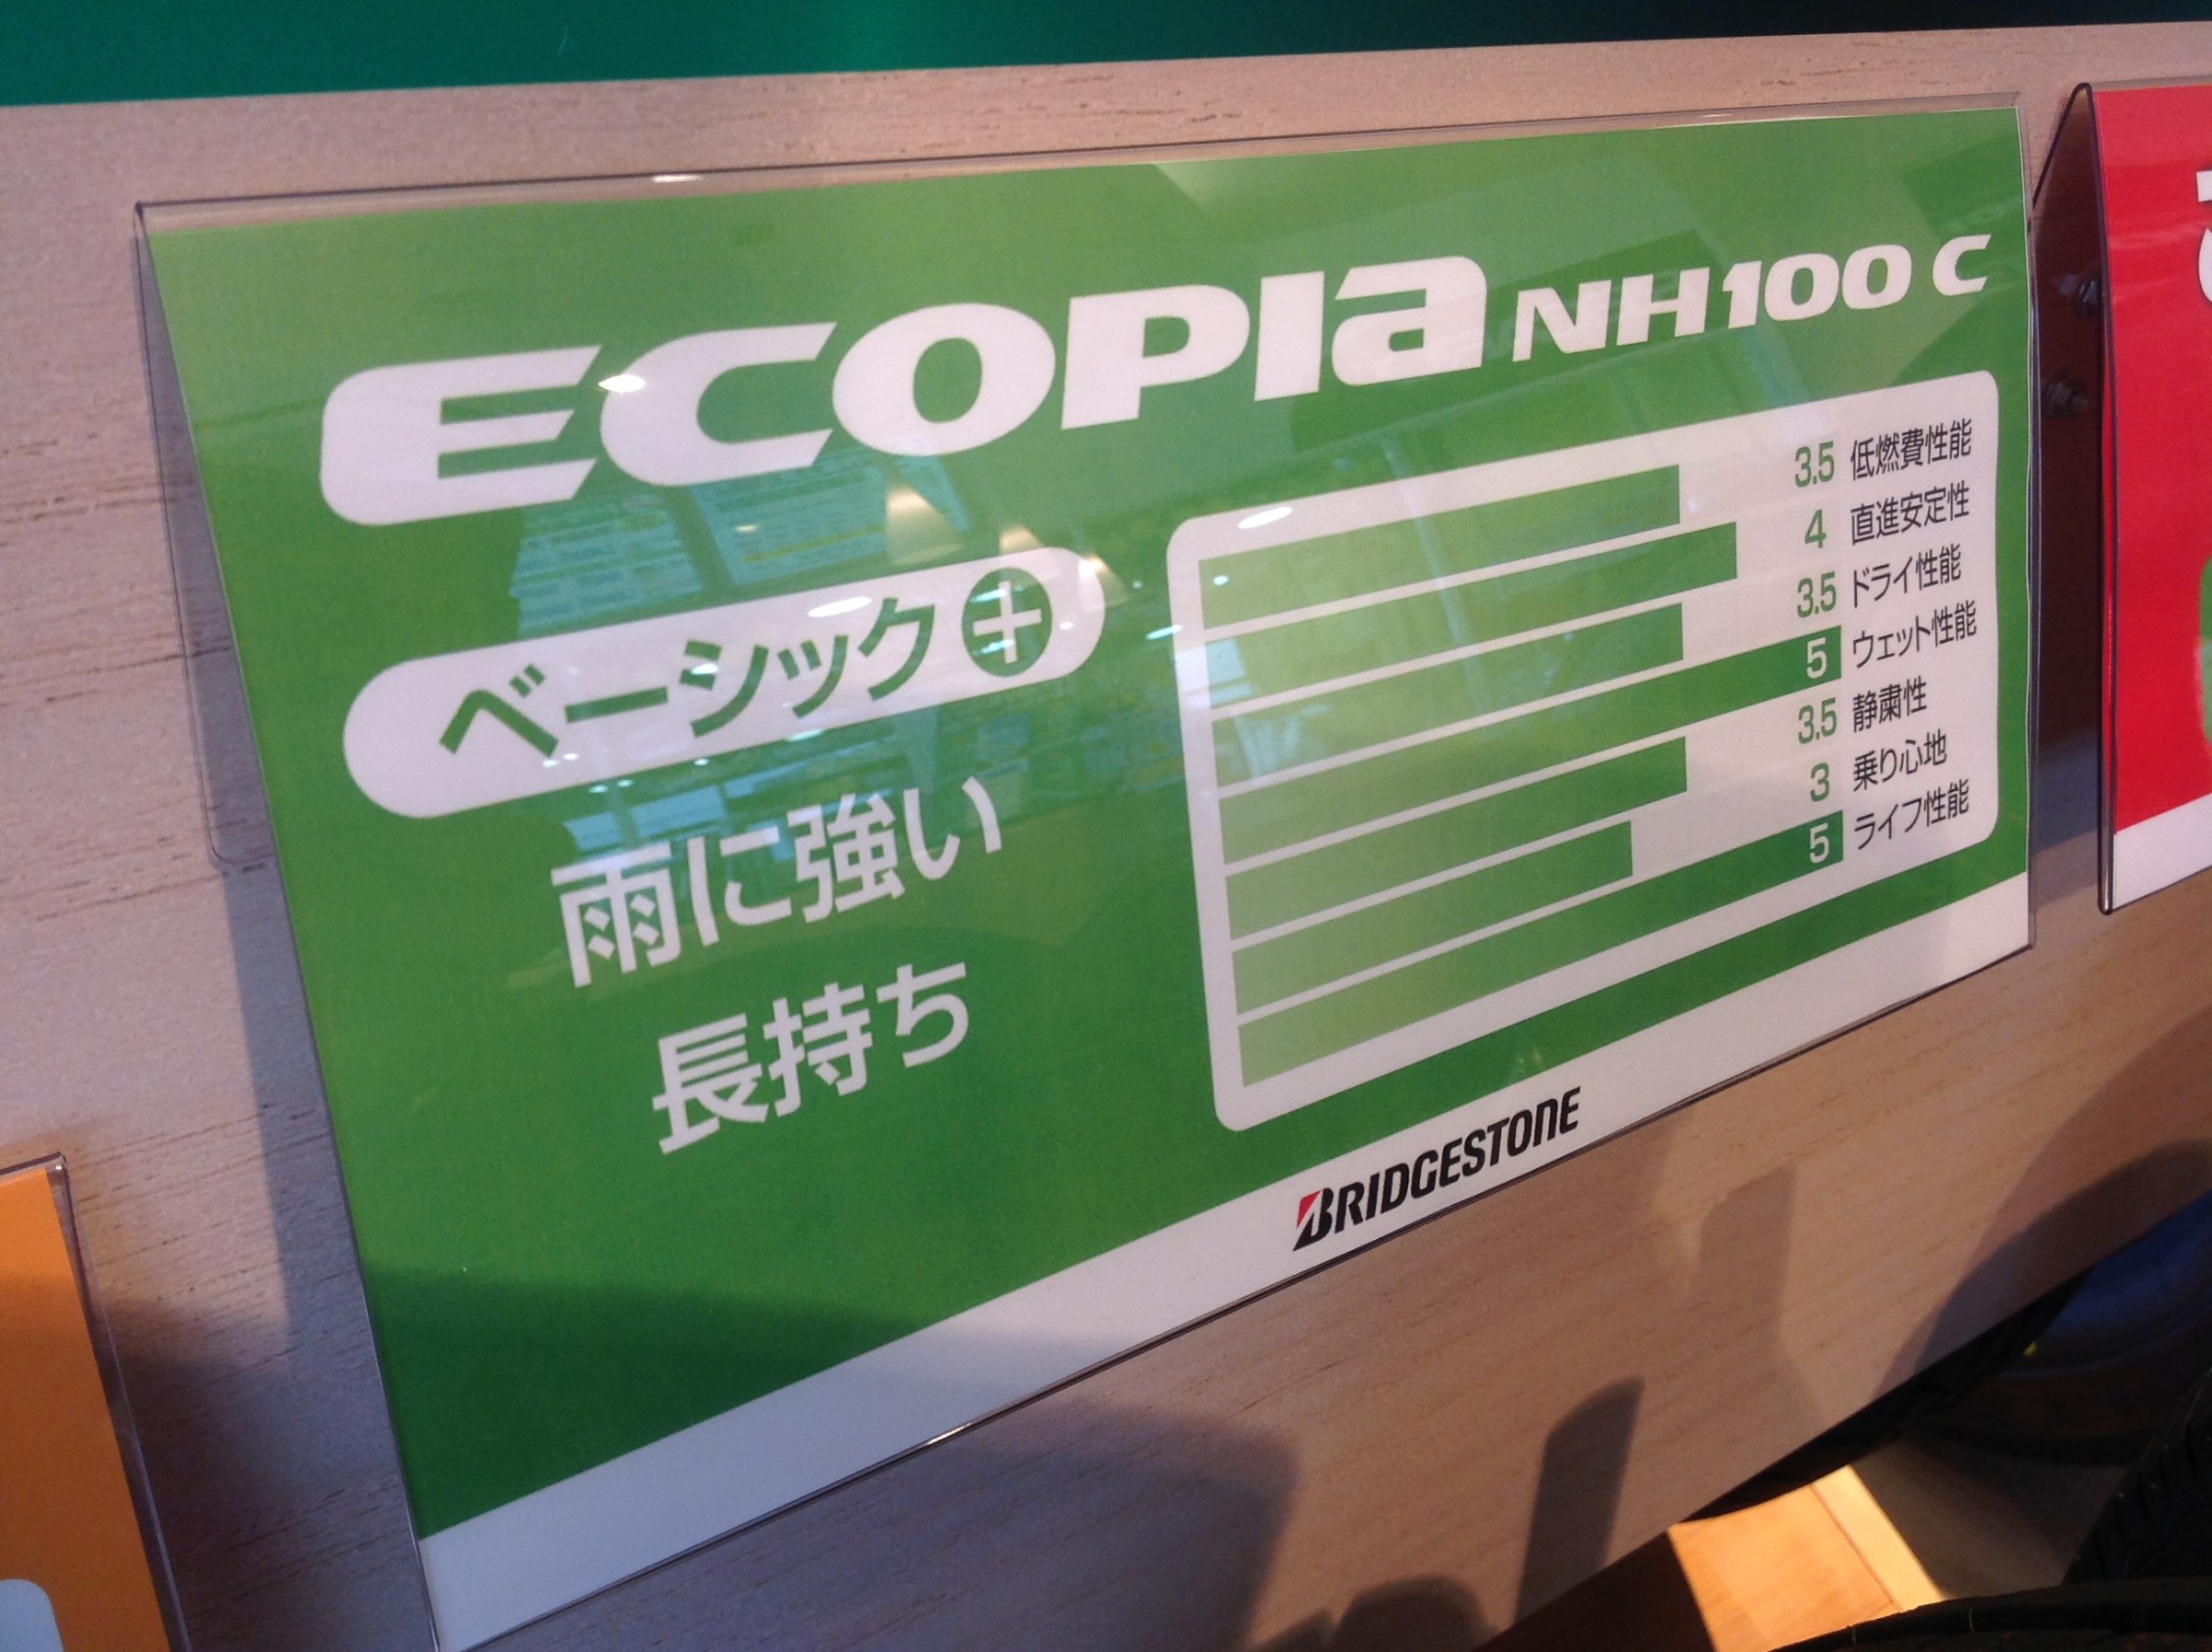 ECOPIA NH100 C
ベーシック+
雨に強い
長持ち
3.5 低燃費性能
4 直進安定性
3.5 ドライ性能
5 ウェット性能
3.5 静粛性
3 乗り心地
5 ライフ性能
BRIDGESTONE